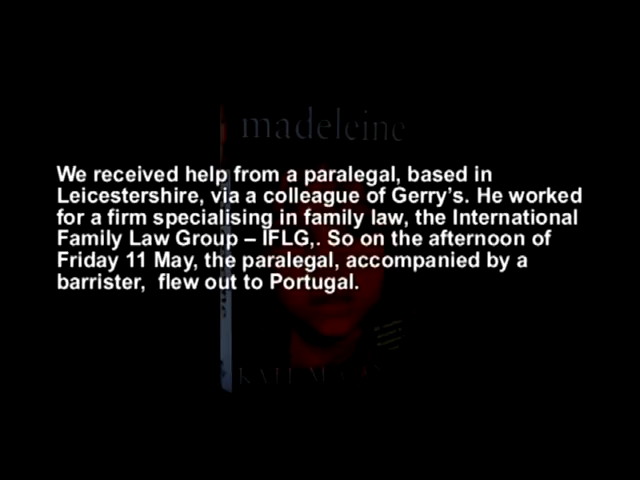 madeleine
We received help from a paralegal, based in
Leicestershire, via a colleague of Gerry's. He worked
for a firm specialising in family law, the International
Family Law Group – IFLG,. So on the afternoon of
Friday 11 May, the paralegal, accompanied by a
barrister,  flew out to Portugal.